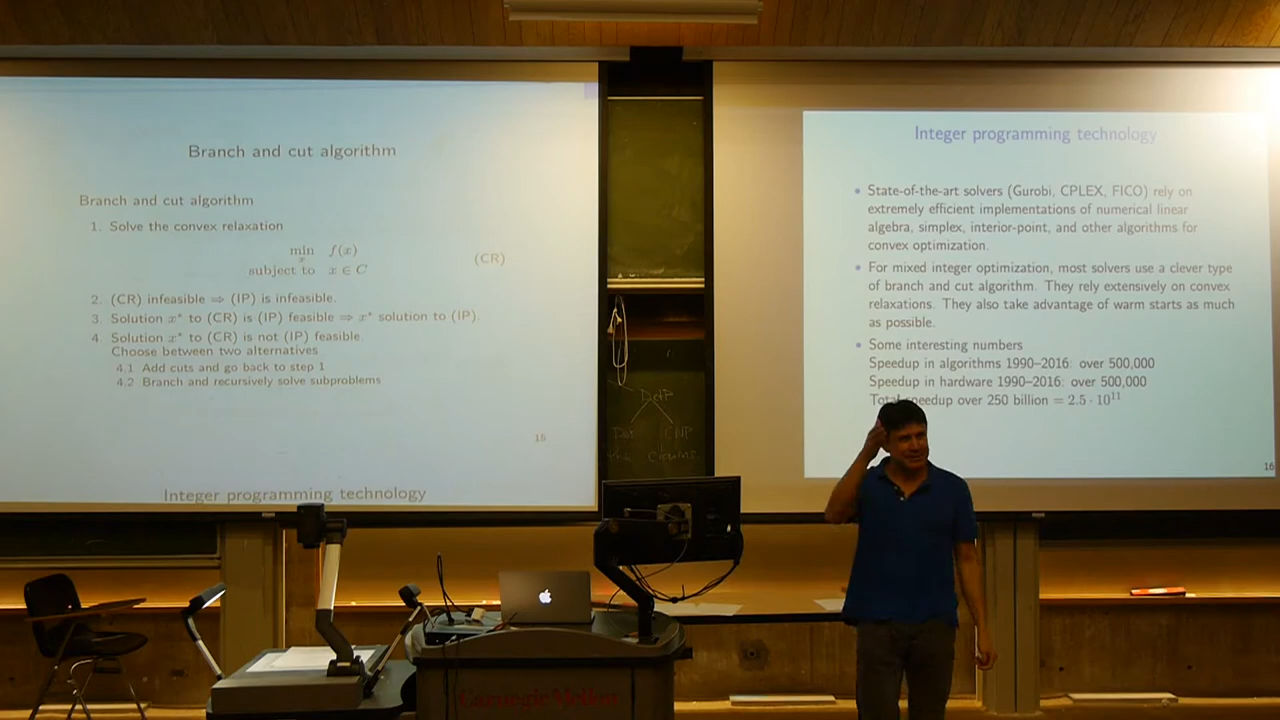 Branch and cut algorithm
Branch and cut algorithm
1. Solve the convex relaxation
min f(x)
x
subject to x ∈ C
(CR)
2. (CR) infeasible ⇒ (IP) is infeasible.
3. Solution x* to (CR) is (IP) feasible ⇒ x* solution to (IP).
4. Solution x* to (CR) is not (IP) feasible.
Choose between two alternatives
4.1 Add cuts and go back to step 1
4.2 Branch and recursively solve subproblems
15
Integer programming technology
Integer programming technology
• State-of-the-art solvers (Gurobi, CPLEX, FICO) rely on
extremely efficient implementations of numerical linear
algebra, simplex, interior-point, and other algorithms for
convex optimization.
• For mixed integer optimization, most solvers use a clever type
of branch and cut algorithm. They rely extensively on convex
relaxations. They also take advantage of warm starts as much
as possible.
• Some interesting numbers
Speedup in algorithms 1990–2016: over 500,000
Speedup in hardware 1990–2016: over 500,000
Total speedup over 250 billion = 2.5 · 10¹¹
16
Carnegie Mellon